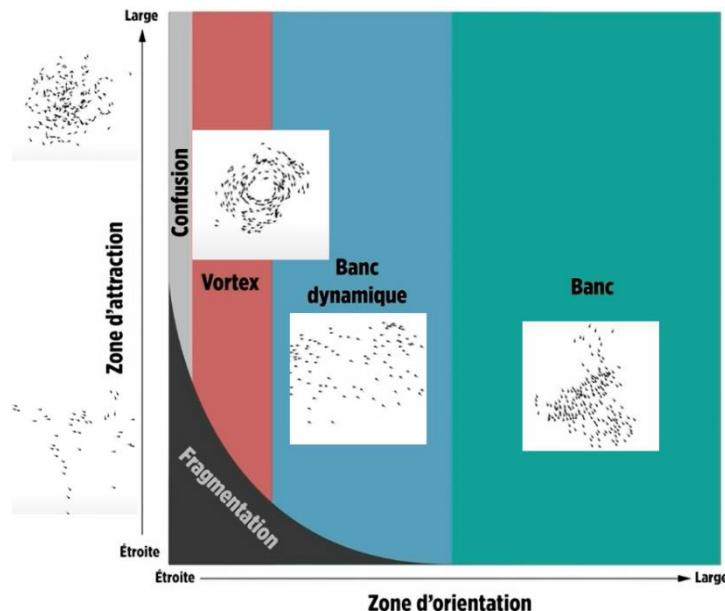 Large
Zone d'attraction
Étroite
Confusion
Vortex
Banc
dynamique
Banc
Fragmentation
Étroite
Large
Zone d'orientation